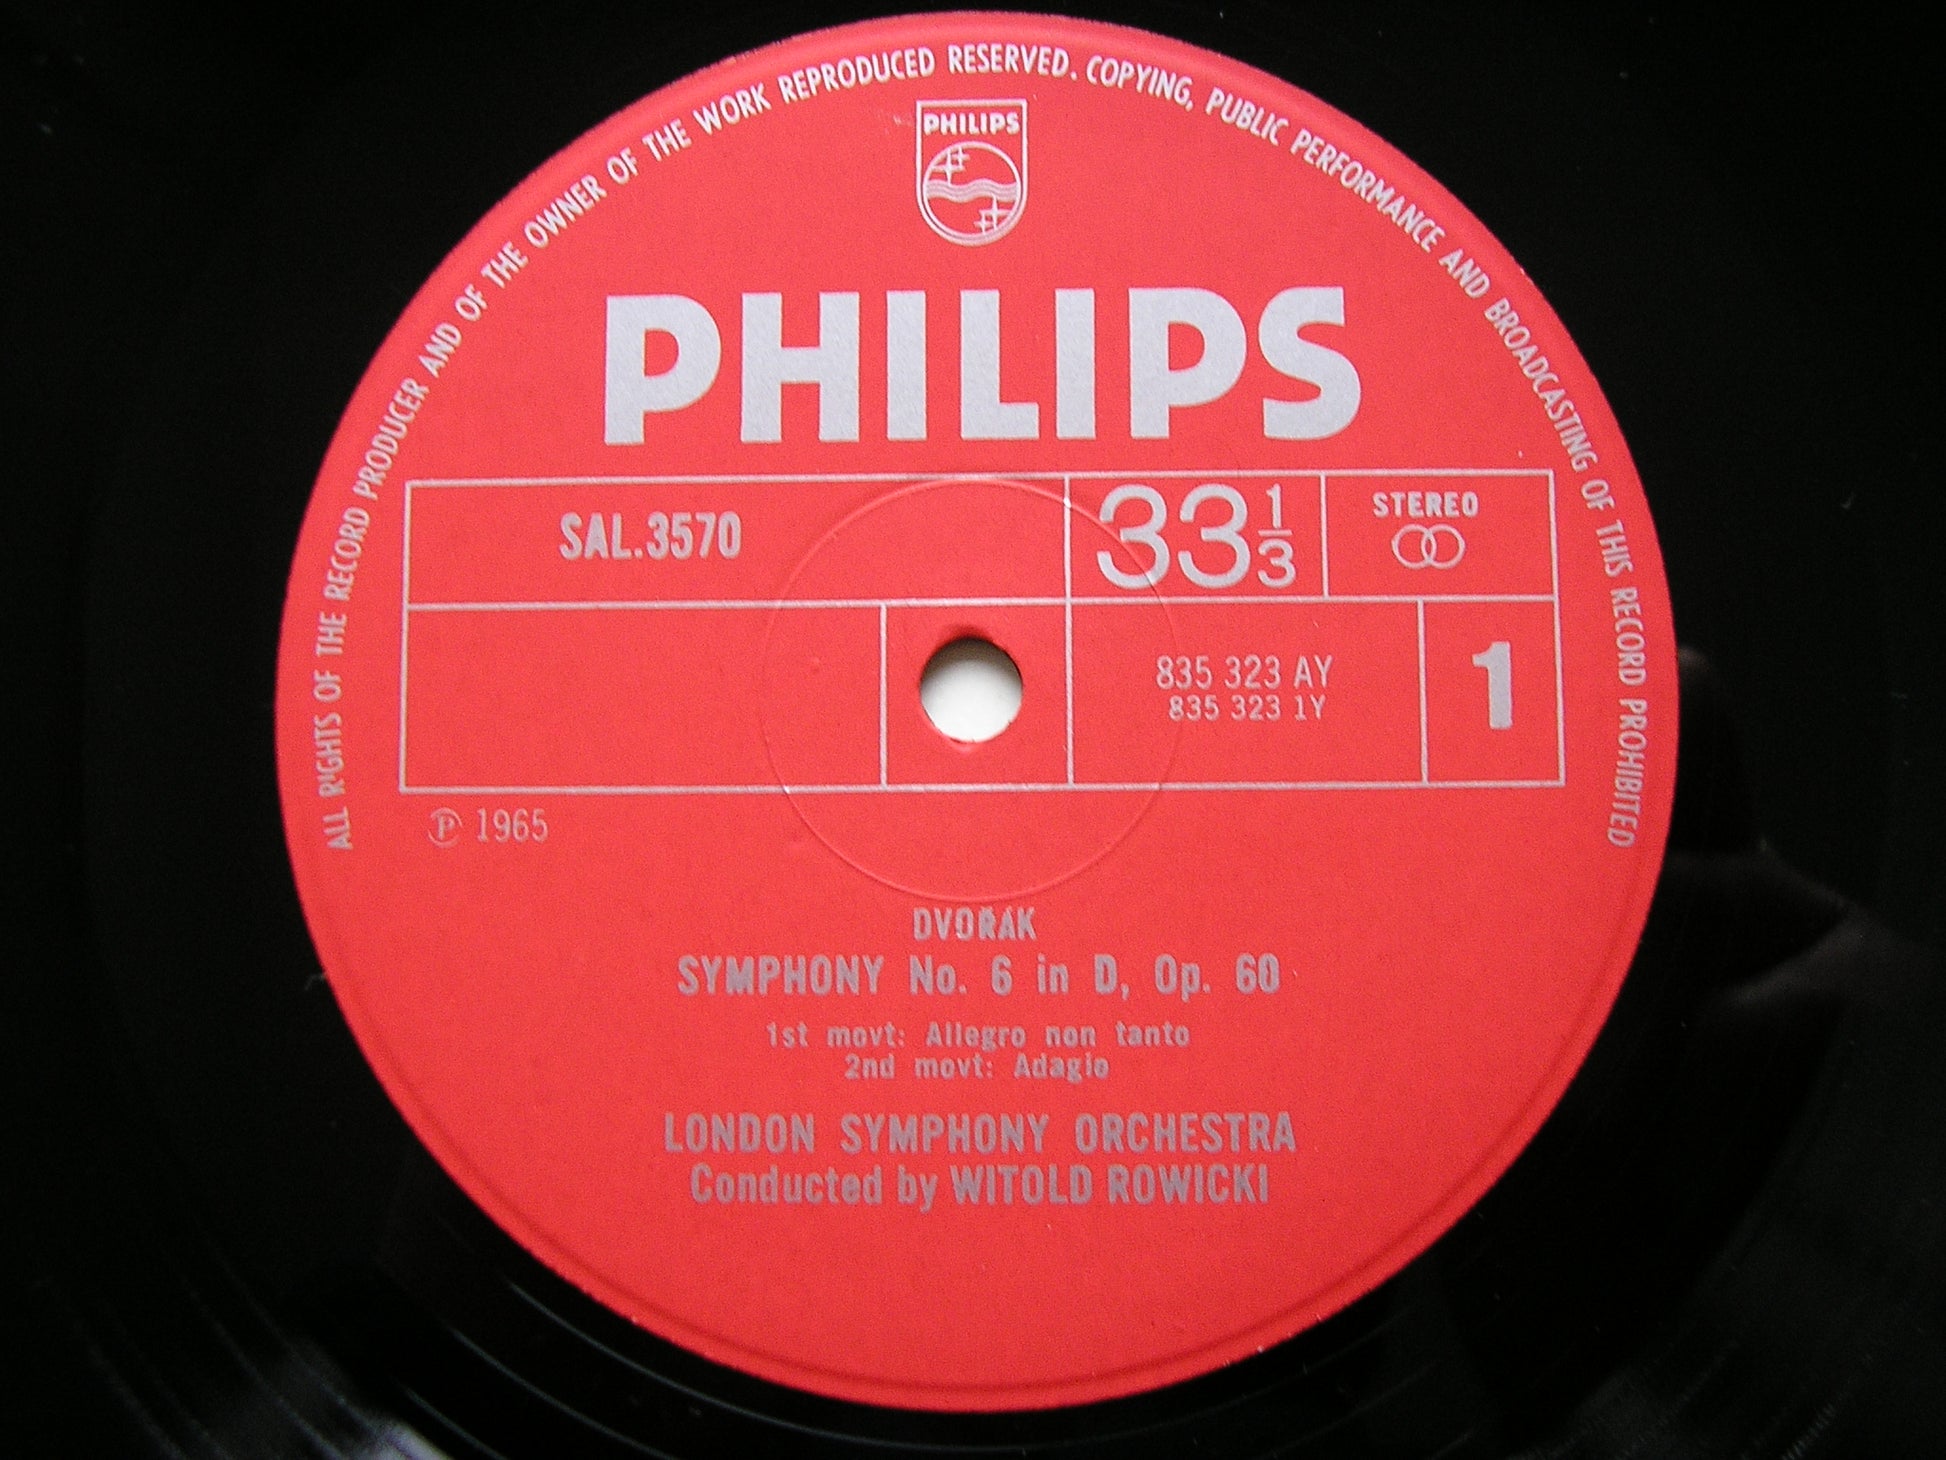 ALL RIGHTS OF THE RECORD PRODUCER AND OF THE OWNER OF THE WORK REPRODUCED RESERVED. COPYING, PUBLIC PERFORMANCE AND BROADCASTING OF THIS RECORD PROHIBITED
PHILIPS
PHILIPS
SAL.3570
33 1/3
STEREO
835 323 AY
835 323 1Y
1
℗ 1965
DVOŘÁK
SYMPHONY No. 6 in D, Op. 60
1st movt: Allegro non tanto
2nd movt: Adagio
LONDON SYMPHONY ORCHESTRA
Conducted by WITOLD ROWICKI